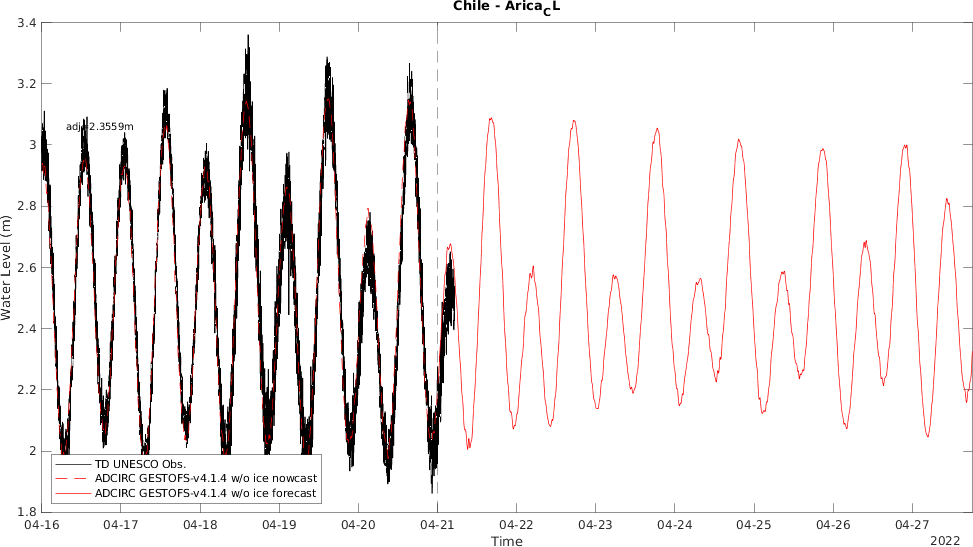 Chile - AricaCL
3.4
3.2
3
2.8
2.6
2.4
2.2
2
1.8
Water Level (m)
adj=2.3559m
TD UNESCO Obs.
ADCIRC GESTOFS-v4.1.4 w/o ice nowcast
ADCIRC GESTOFS-v4.1.4 w/o ice forecast
04-16 04-17 04-18 04-19 04-20 04-21 04-22 04-23 04-24 04-25 04-26 04-27
Time
2022